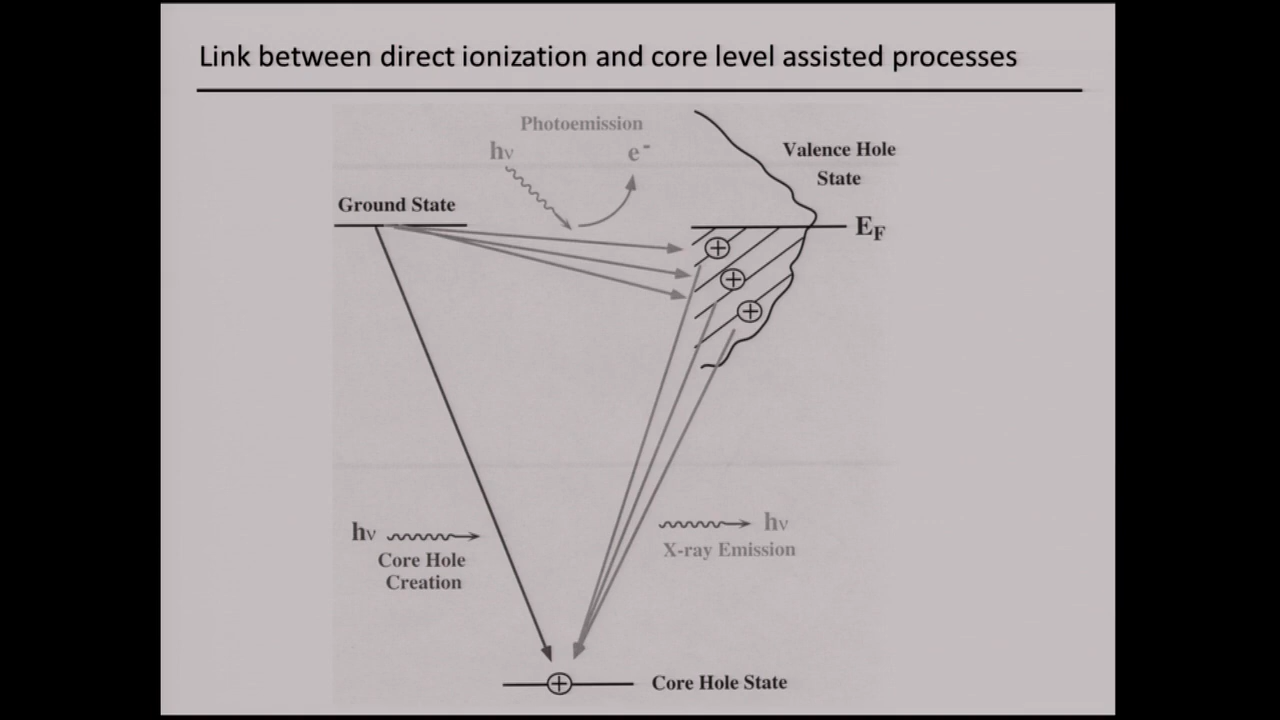 Link between direct ionization and core level assisted processes
Photoemission
hν
e-
Valence Hole
State
Ground State
EF
hν
Core Hole
Creation
hν
X-ray Emission
Core Hole State